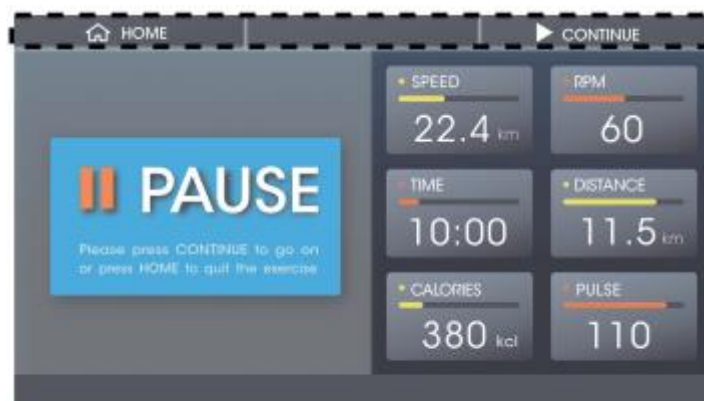 HOME
CONTINUE
PAUSE
Please press CONTINUE to go on
or press HOME to quit the exercise
SPEED
22.4 km
RPM
60
TIME
10:00
DISTANCE
11.5 km
CALORIES
380 kcl
PULSE
110